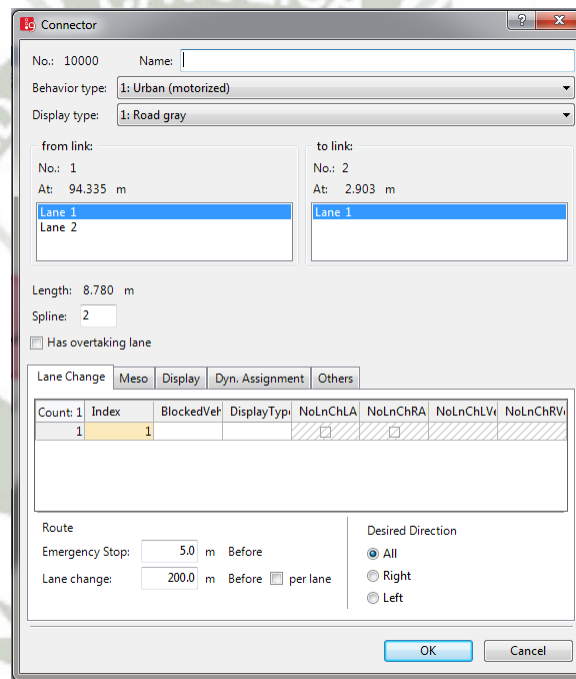 Connector
No.: 10000 Name:
Behavior type: 1: Urban (motorized)
Display type: 1: Road gray
from link:
No.: 1
At: 94.335 m
Lane 1
Lane 2
to link:
No.: 2
At: 2.903 m
Lane 1
Length: 8.780 m
Spline: 2
Has overtaking lane
Lane Change Meso Display Dyn. Assignment Others
Count: 1 Index BlockedVeh DisplayType NoLnChLA NoLnChRA NoLnChLVe NoLnChRVe
1 1
Route
Emergency Stop: 5.0 m Before
Lane change: 200.0 m Before per lane
Desired Direction
All
Right
Left
OK Cancel